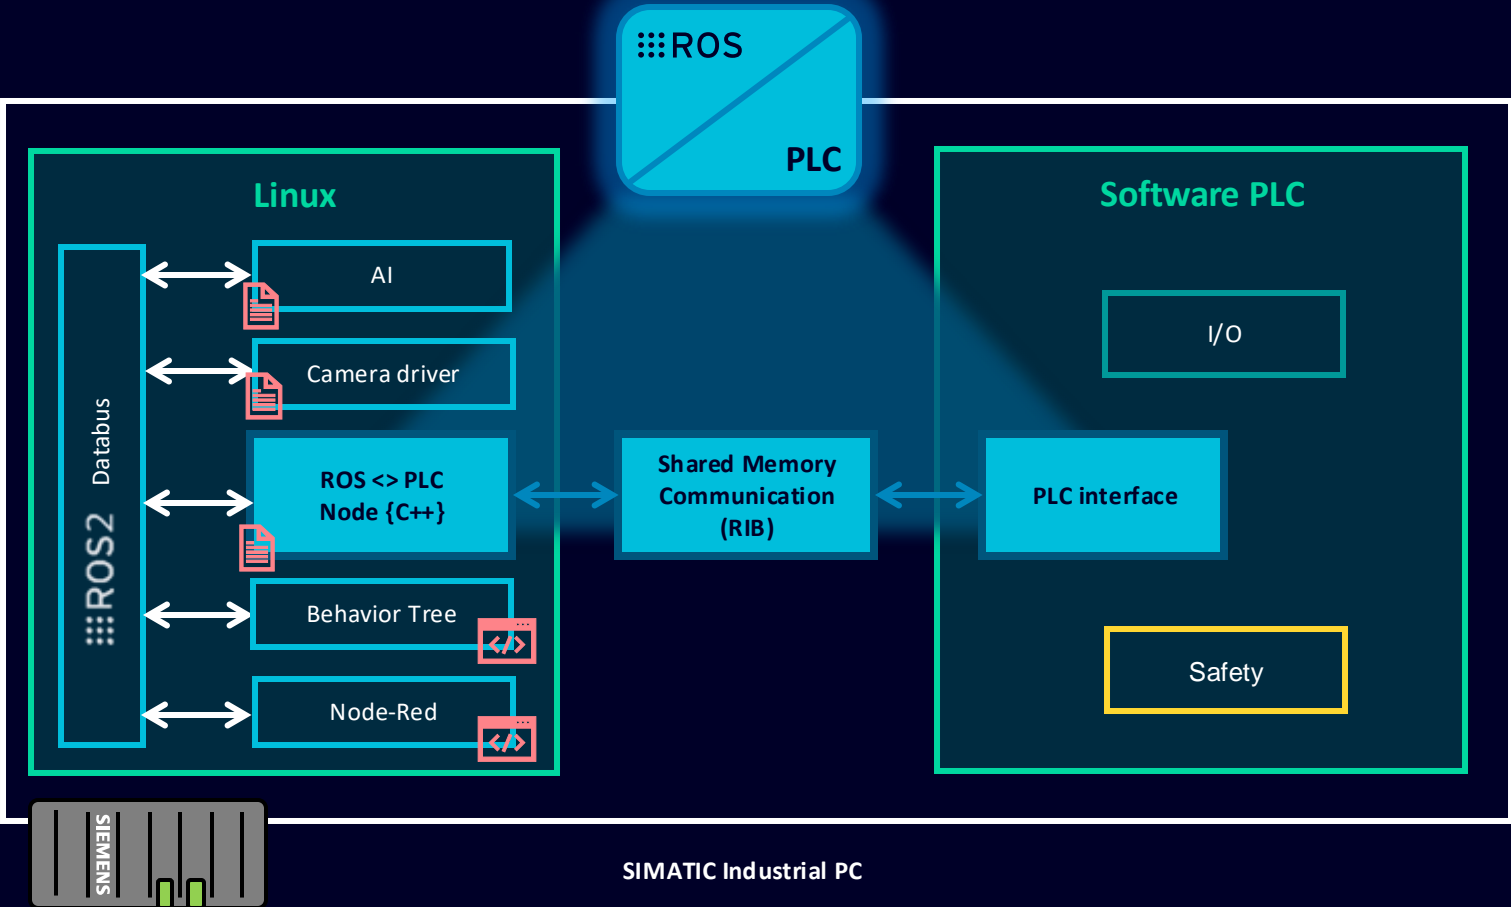 ROS
PLC
Linux
AI
Camera driver
ROS <> PLC
Node {C++}
Behavior Tree
Node-Red
Databus
ROS2
Shared Memory
Communication
(RIB)
Software PLC
I/O
PLC interface
Safety
</>
</>
SIEMENS
SIMATIC Industrial PC